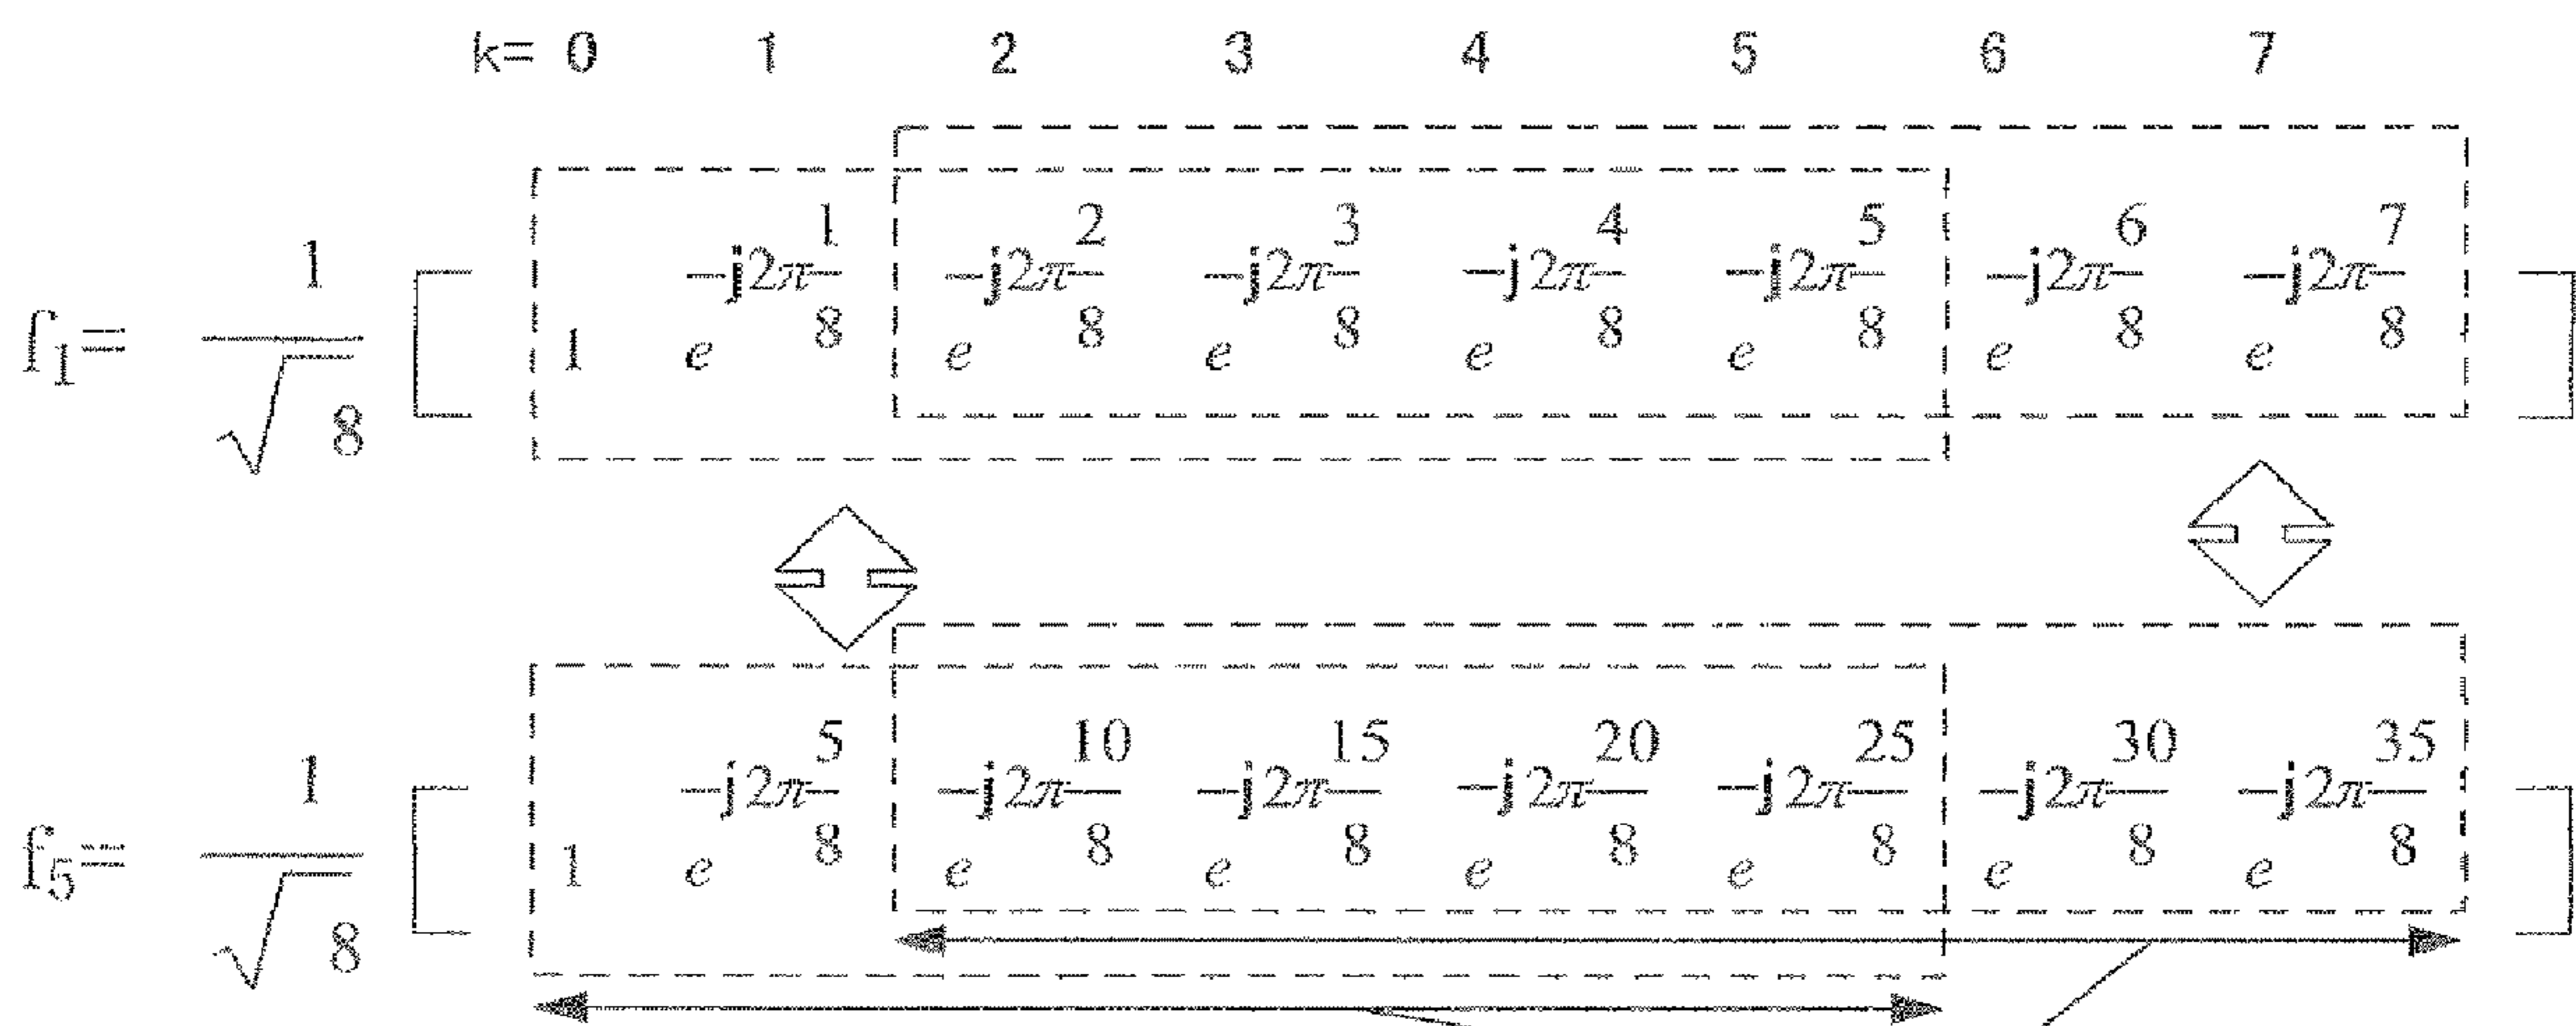 k= 0 1 2 3 4 5 6 7
f₁= 1/√8 [ 1 e^{-j2π 1/8} e^{-j2π 2/8} e^{-j2π 3/8} e^{-j2π 4/8} e^{-j2π 5/8} e^{-j2π 6/8} e^{-j2π 7/8} ]
f₅= 1/√8 [ 1 e^{-j2π 5/8} e^{-j2π 10/8} e^{-j2π 15/8} e^{-j2π 20/8} e^{-j2π 25/8} e^{-j2π 30/8} e^{-j2π 35/8} ]